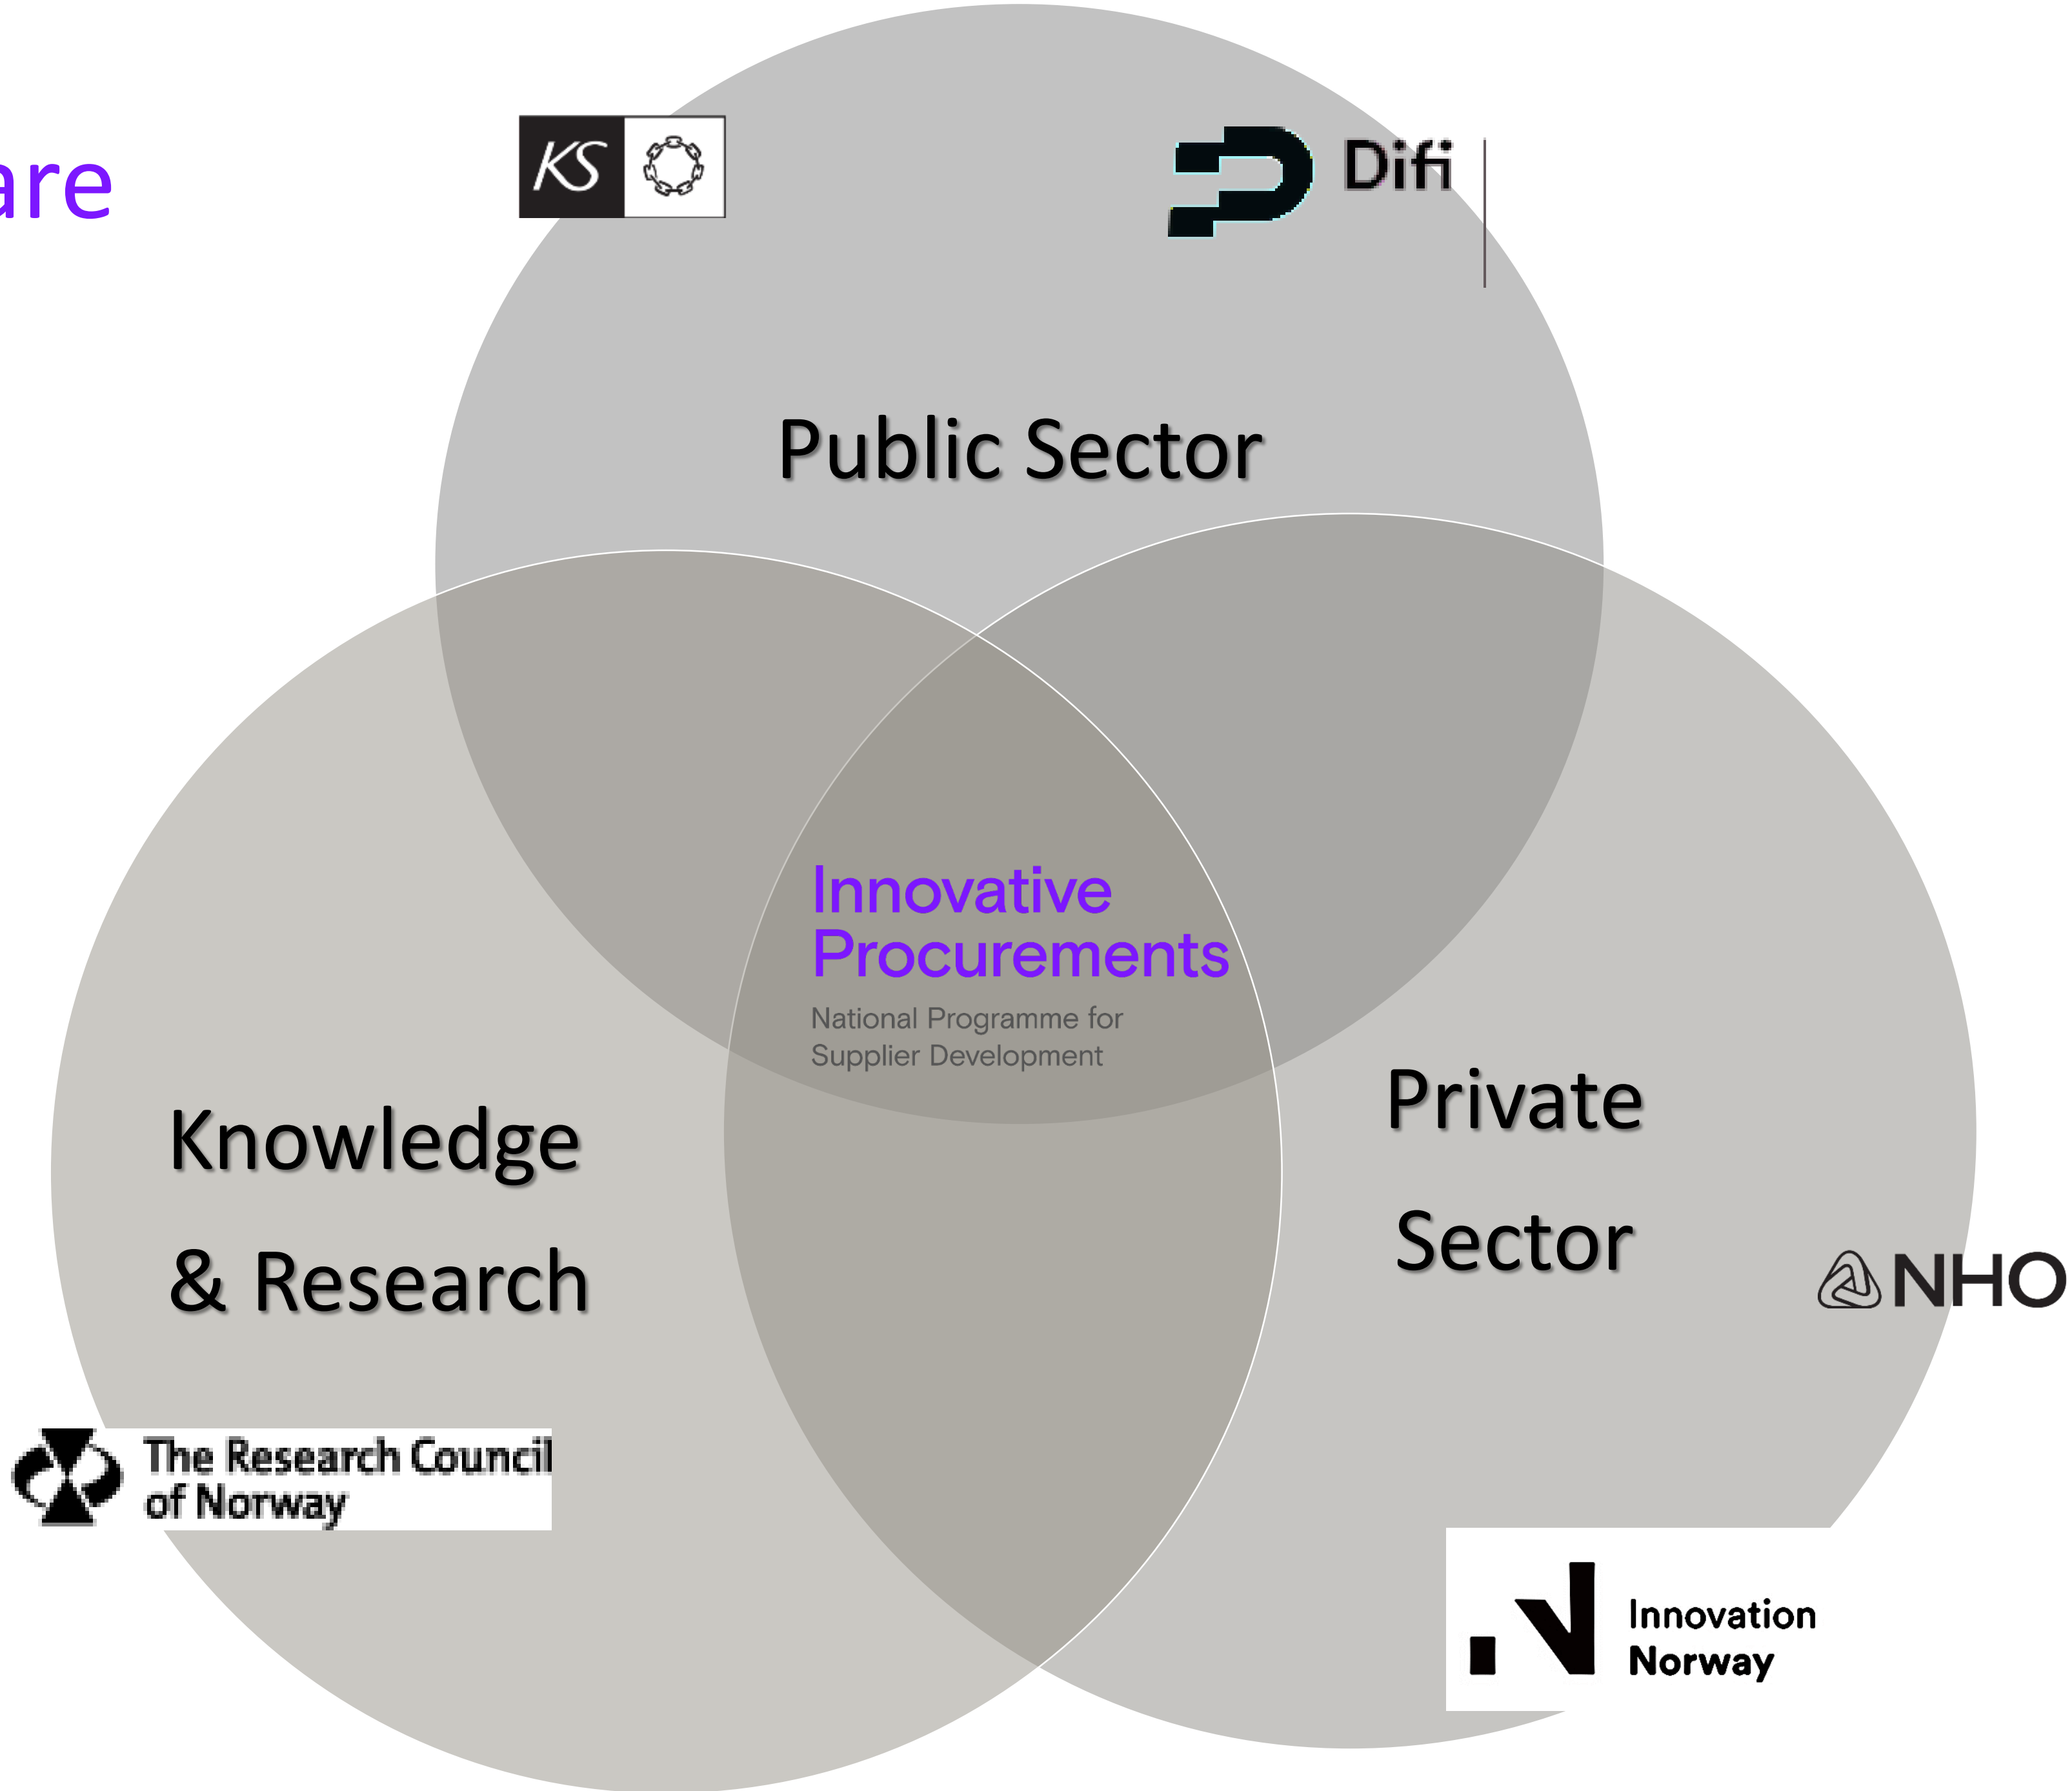 are
KS
Difi
Public Sector
Innovative
Procurements
National Programme for
Supplier Development
Knowledge
& Research
Private
Sector
NHO
The Research Council
of Norway
Innovation
Norway